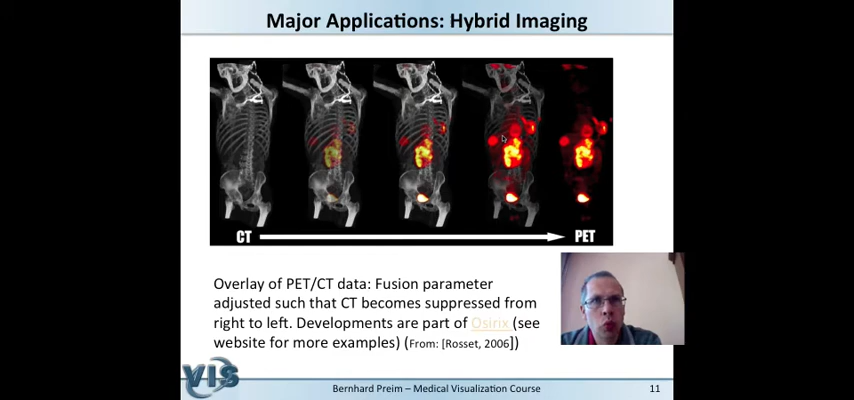 Major Applications: Hybrid Imaging
CT
PET
Overlay of PET/CT data: Fusion parameter
adjusted such that CT becomes suppressed from
right to left. Developments are part of Osirix (see
website for more examples) (From: [Rosset, 2006])
VIS
Bernhard Preim – Medical Visualization Course
11